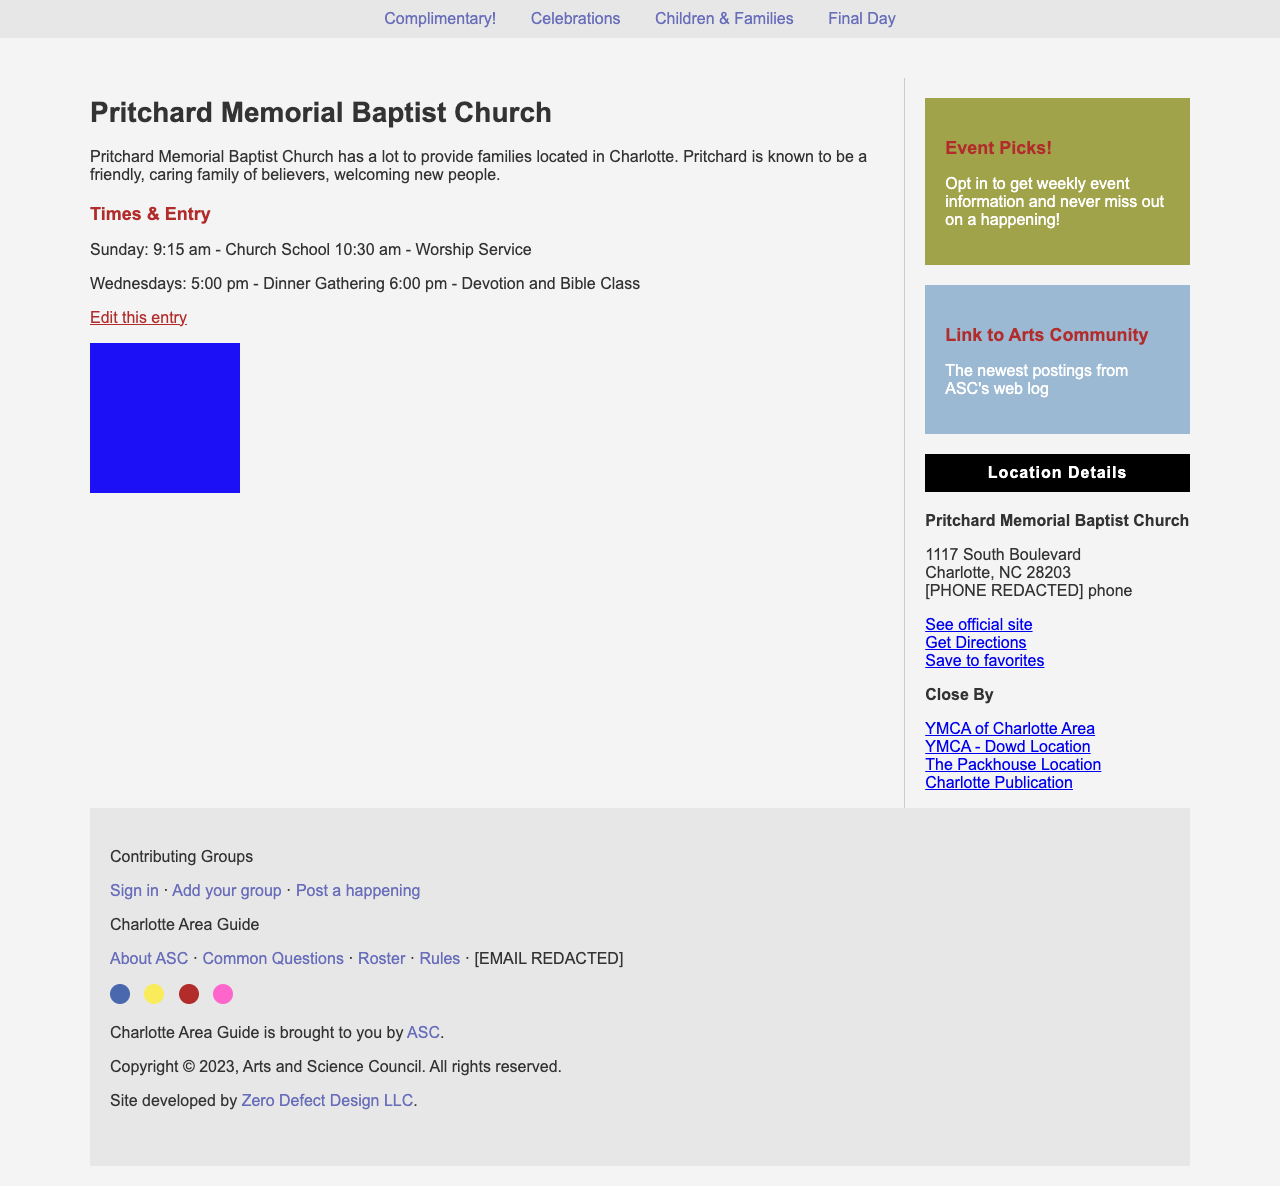 Complimentary! Celebrations Children & Families Final Day
Pritchard Memorial Baptist Church
Pritchard Memorial Baptist Church has a lot to provide families located in Charlotte. Pritchard is known to be a
friendly, caring family of believers, welcoming new people.
Times & Entry
Sunday: 9:15 am - Church School 10:30 am - Worship Service
Wednesdays: 5:00 pm - Dinner Gathering 6:00 pm - Devotion and Bible Class
Edit this entry
Event Picks!
Opt in to get weekly event
information and never miss out
on a happening!
Link to Arts Community
The newest postings from
ASC's web log
Location Details
Pritchard Memorial Baptist Church
1117 South Boulevard
Charlotte, NC 28203
[PHONE REDACTED] phone
See official site
Get Directions
Save to favorites
Close By
YMCA of Charlotte Area
YMCA - Dowd Location
The Packhouse Location
Charlotte Publication
Contributing Groups
Sign in · Add your group · Post a happening
Charlotte Area Guide
About ASC · Common Questions · Roster · Rules · [EMAIL REDACTED]
Charlotte Area Guide is brought to you by ASC.
Copyright © 2023, Arts and Science Council. All rights reserved.
Site developed by Zero Defect Design LLC.